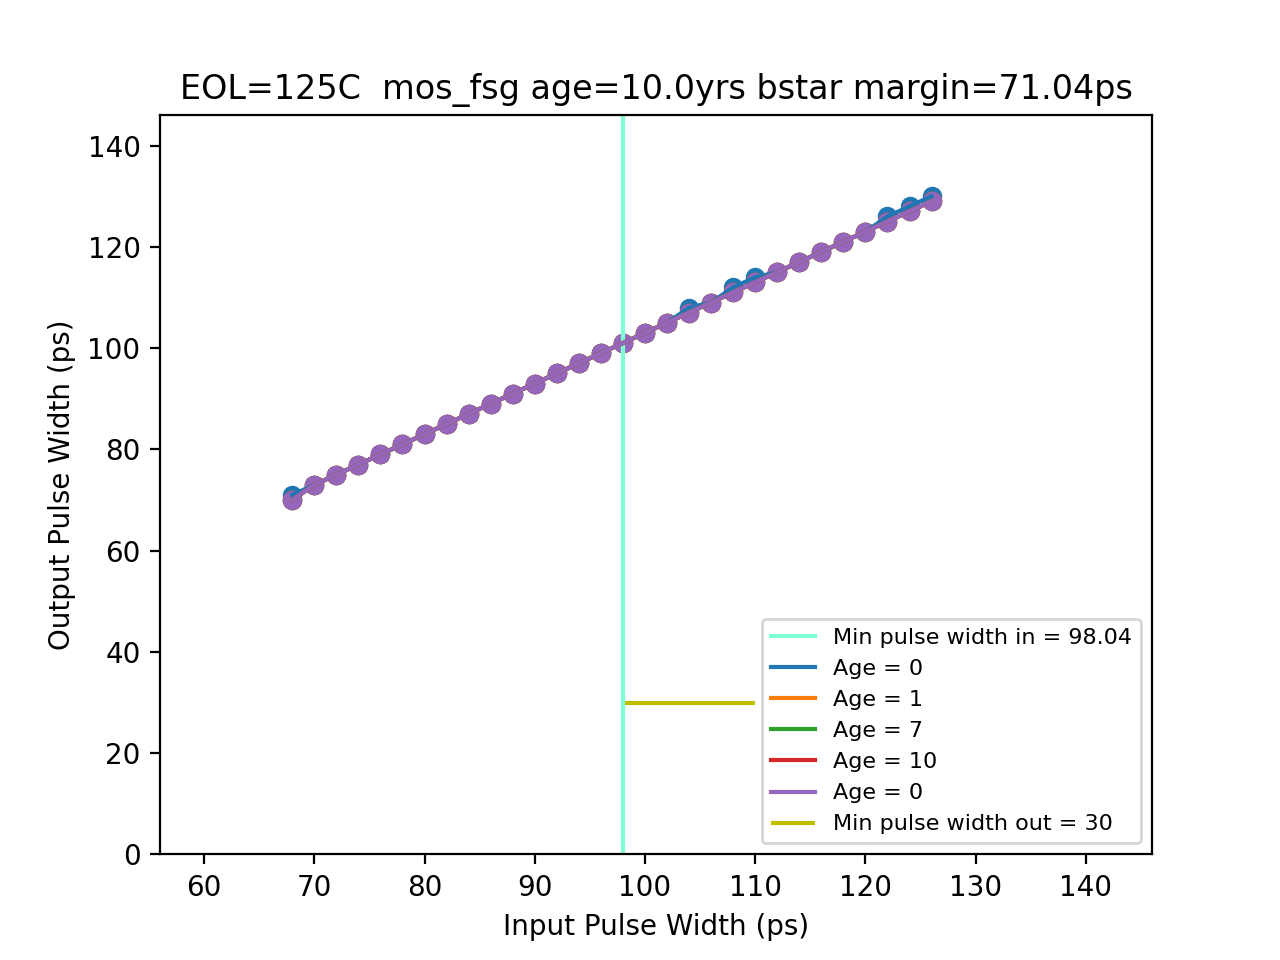 EOL=125C  mos_fsg age=10.0yrs bstar margin=71.04ps
140
120
100
80
60
40
20
0
Output Pulse Width (ps)
Min pulse width in = 98.04
Age = 0
Age = 1
Age = 7
Age = 10
Age = 0
Min pulse width out = 30
60 70 80 90 100 110 120 130 140
Input Pulse Width (ps)